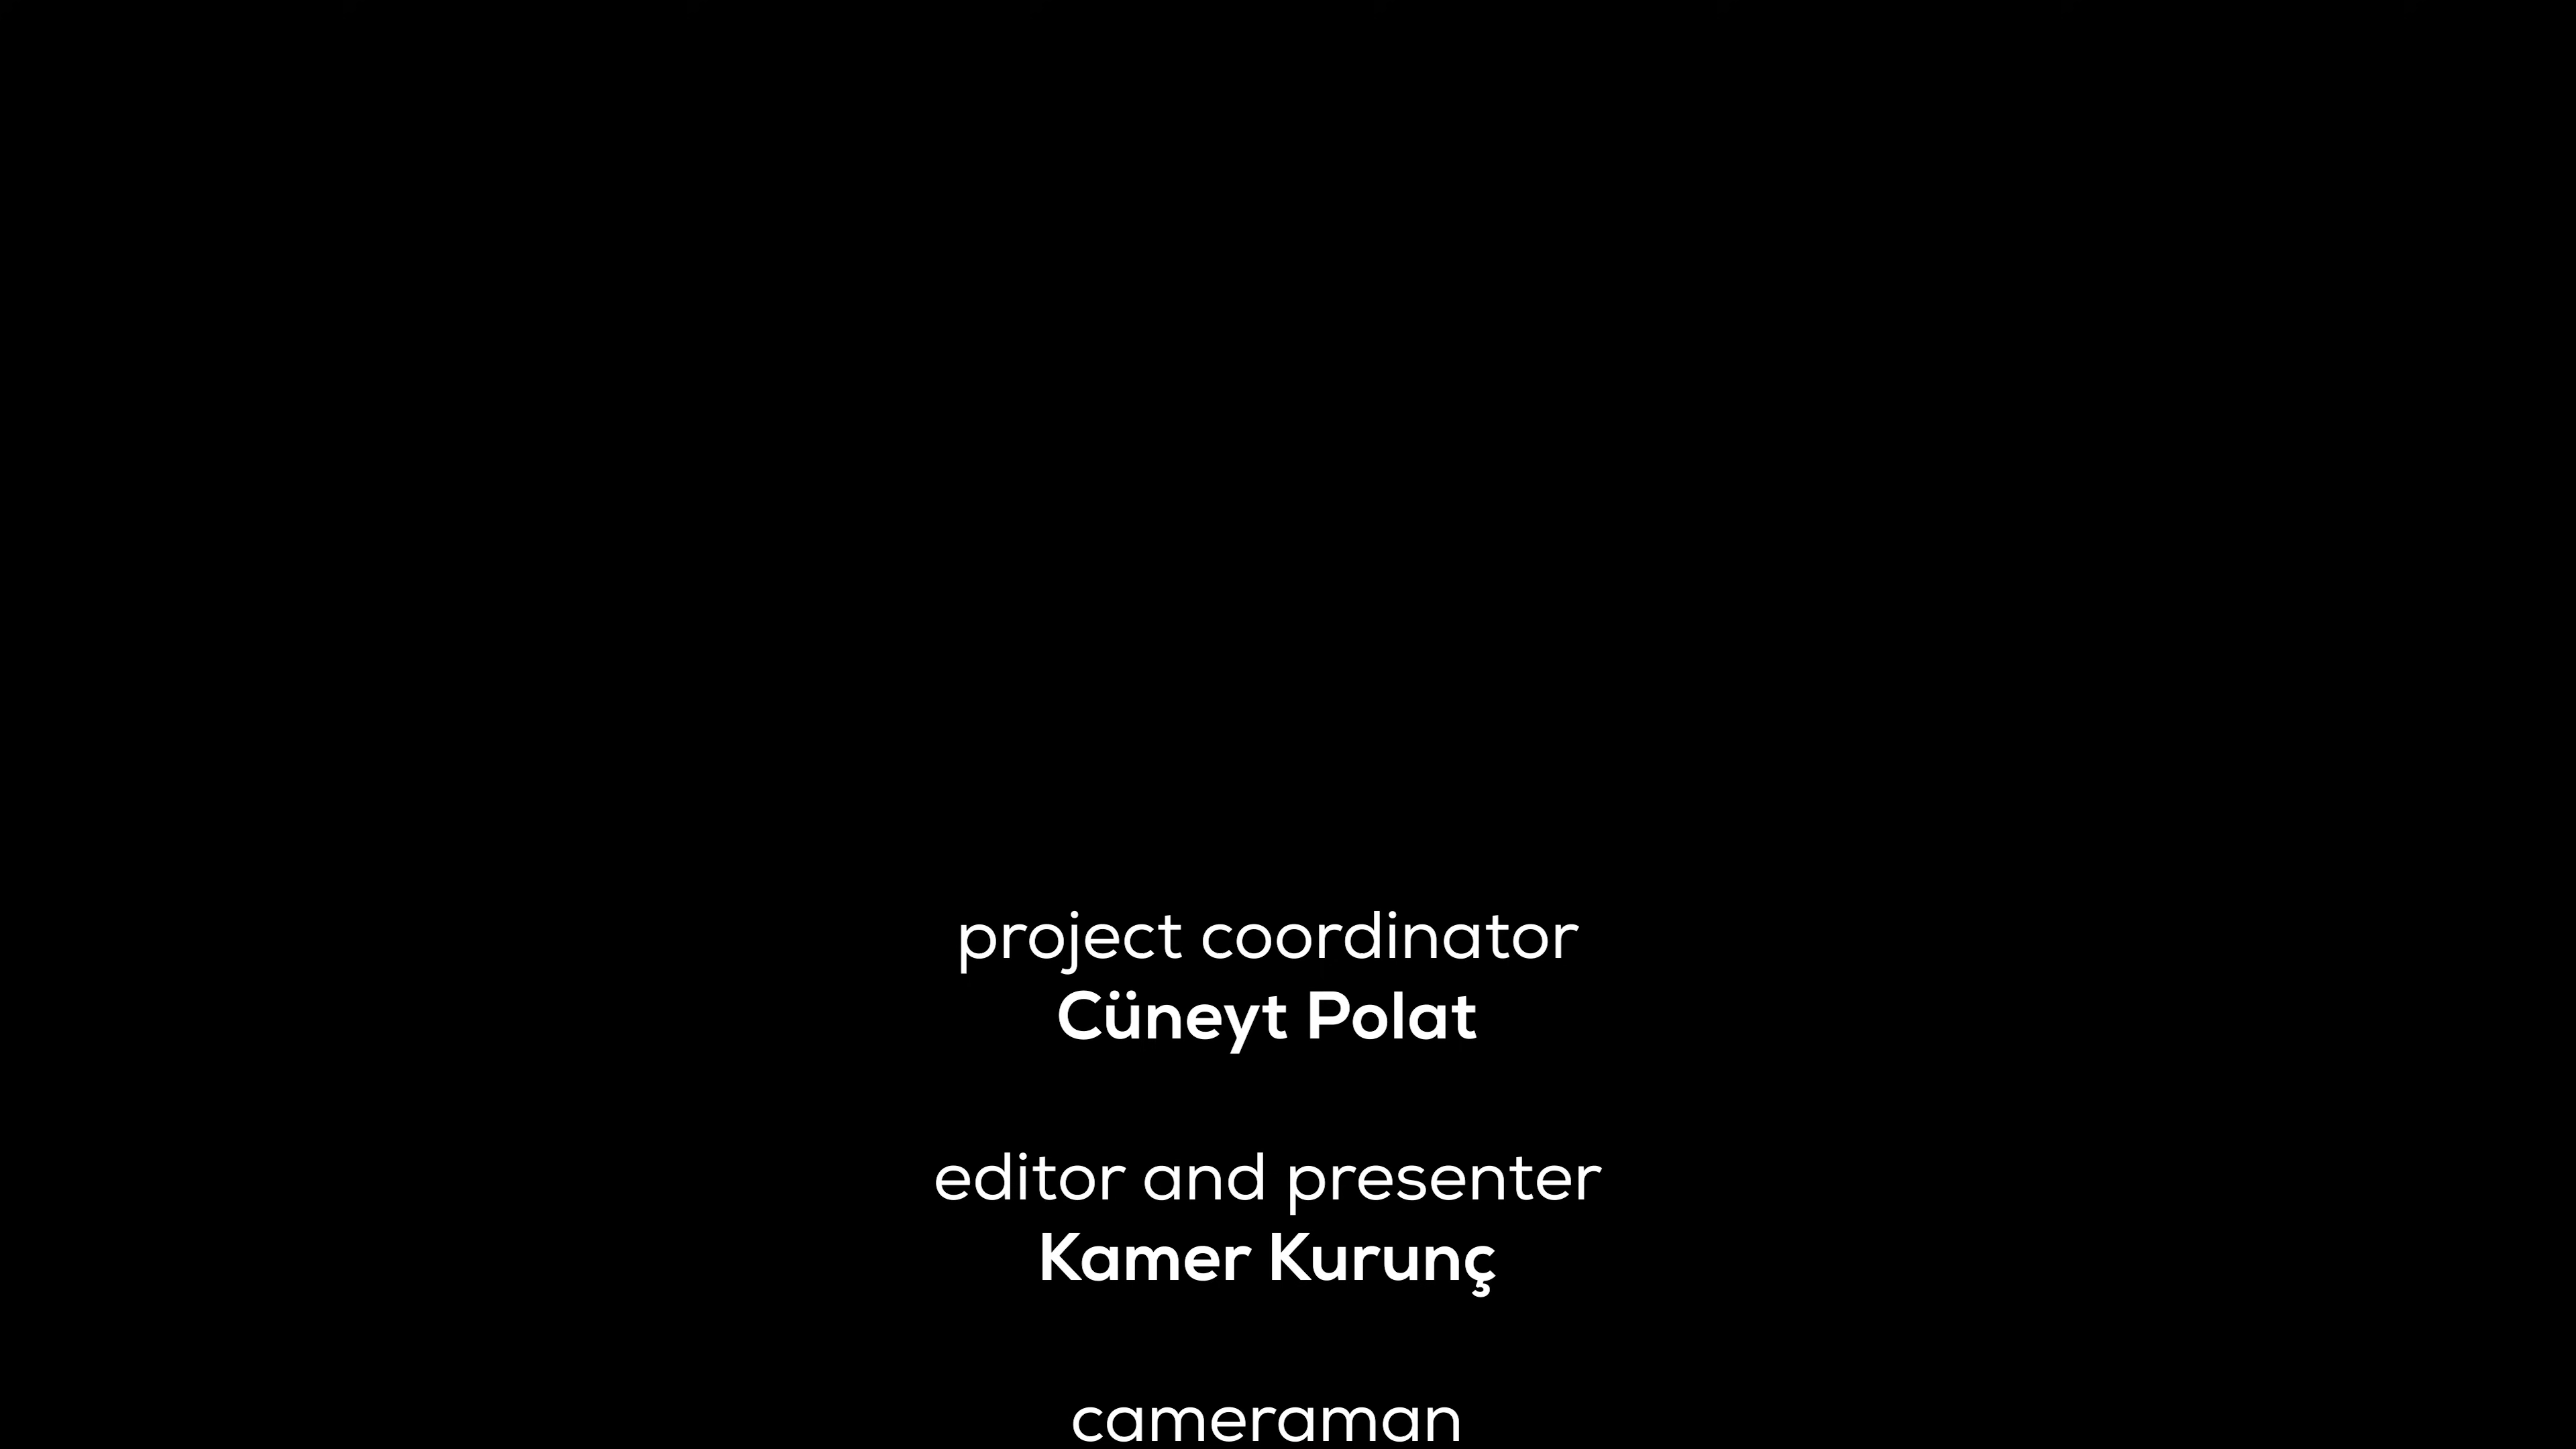 project coordinator
Cüneyt Polat
editor and presenter
Kamer Kurunç
cameraman